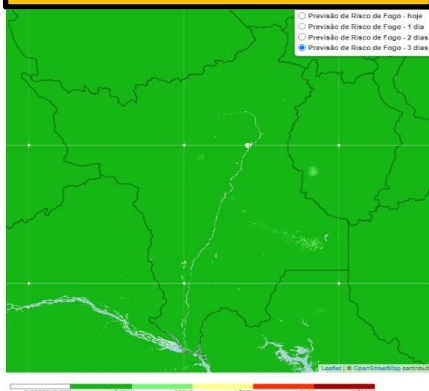 Previsão de Risco de Fogo - hoje
Previsão de Risco de Fogo - 1 dia
Previsão de Risco de Fogo - 2 dias
Previsão de Risco de Fogo - 3 dias
Leaflet | © OpenStreetMap contribut